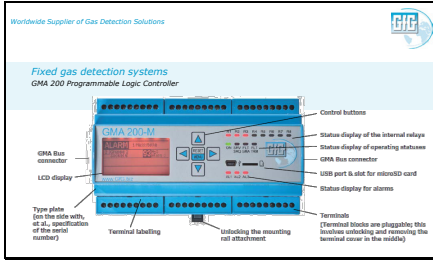 Worldwide Supplier of Gas Detection Solutions
GfG
Fixed gas detection systems
GMA 200 Programmable Logic Controller
Control buttons
Status display of the internal relays
Status display of operating statuses
GMA Bus connector
USB port & slot for microSD card
Status display for alarms
Terminals
(Terminal blocks are pluggable; this
involves unlocking and removing the
terminal cover in the middle)
GMA Bus
connector
LCD display
Type plate
(on the side with,
et al., specification
of the serial
number)
Terminal labelling
Unlocking the mounting
rail attachment
GMA 200-M
ALARM